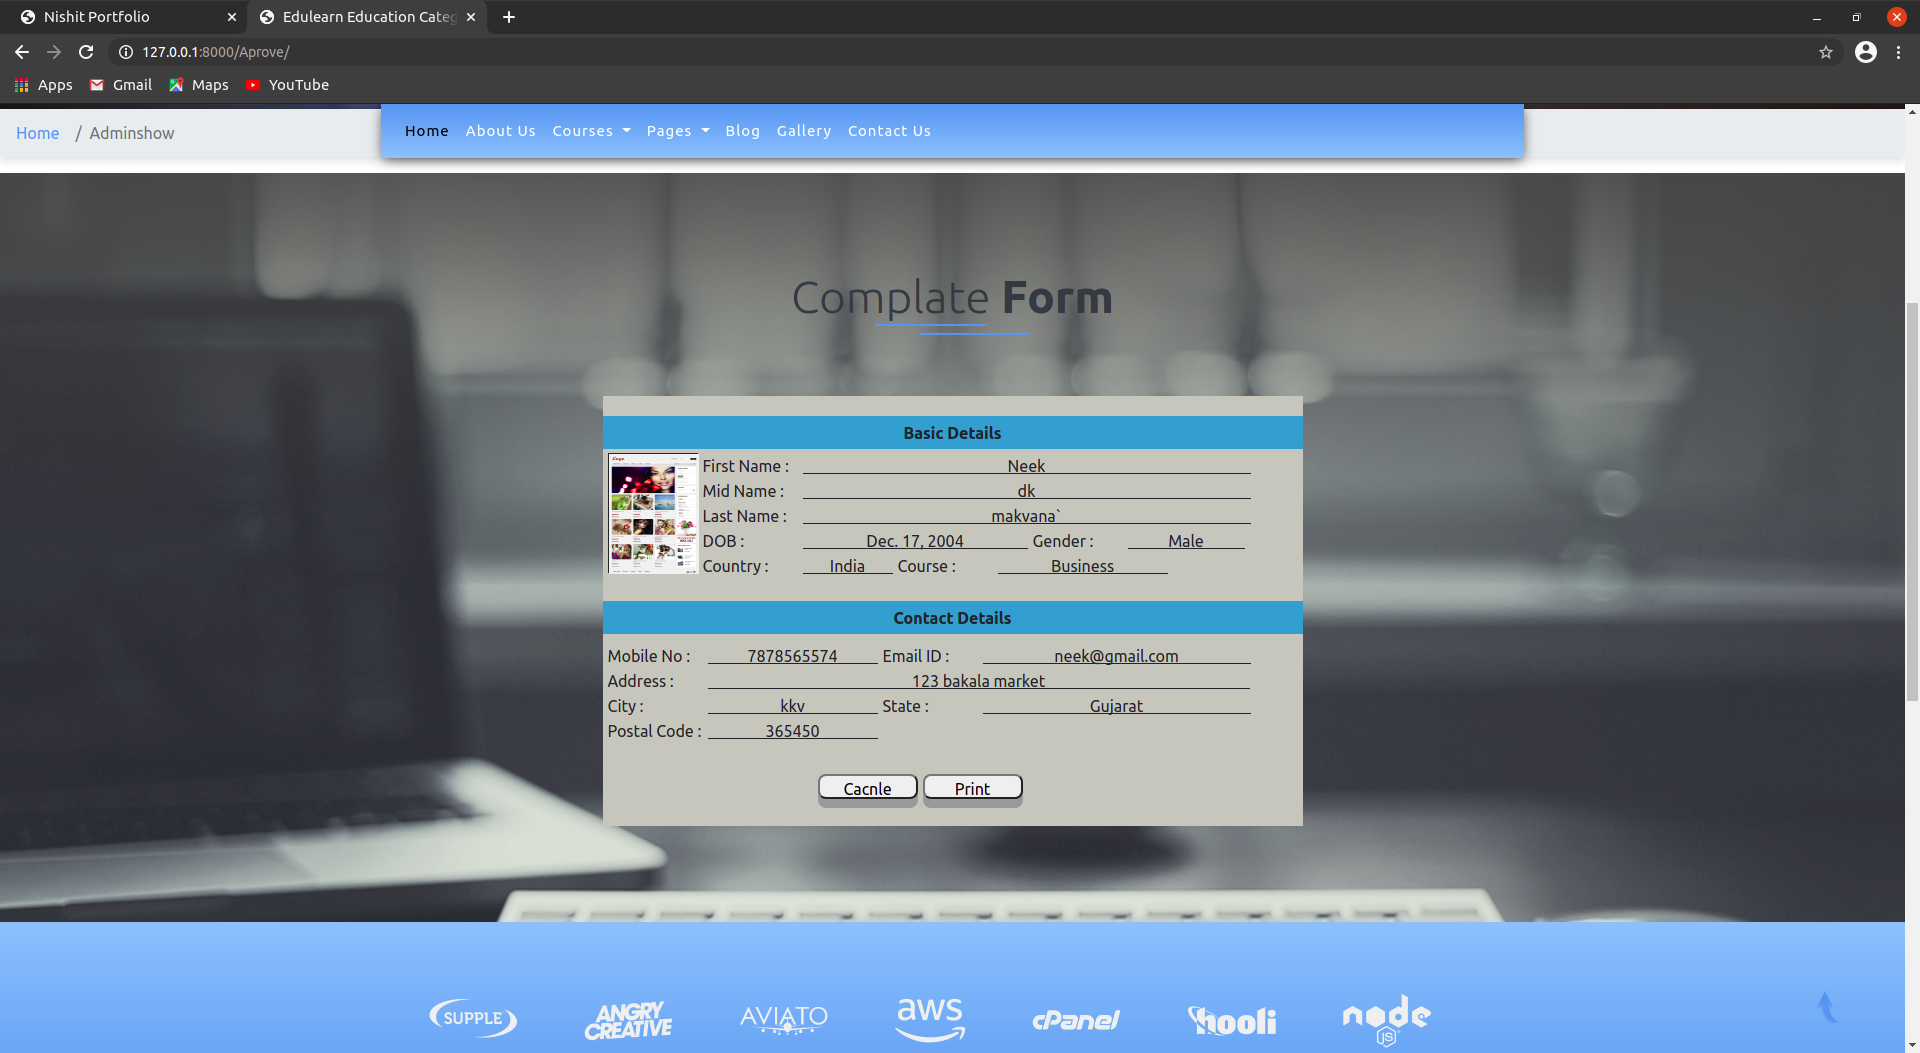 Nishit Portfolio
Edulearn Education Categ
127.0.0.1:8000/Aprove/
Apps Gmail Maps YouTube
Home / Adminshow
Home About Us Courses Pages Blog Gallery Contact Us
Complate Form
Basic Details
First Name : Neek
Mid Name : dk
Last Name : makvana`
DOB : Dec. 17, 2004 Gender : Male
Country : India Course : Business
Contact Details
Mobile No : 7878565574 Email ID : neek@gmail.com
Address : 123 bakala market
City : kkv State : Gujarat
Postal Code : 365450
Cacnle Print
SUPPLE ANGRY CREATIVE AVIATO aws cPanel hooli node JS